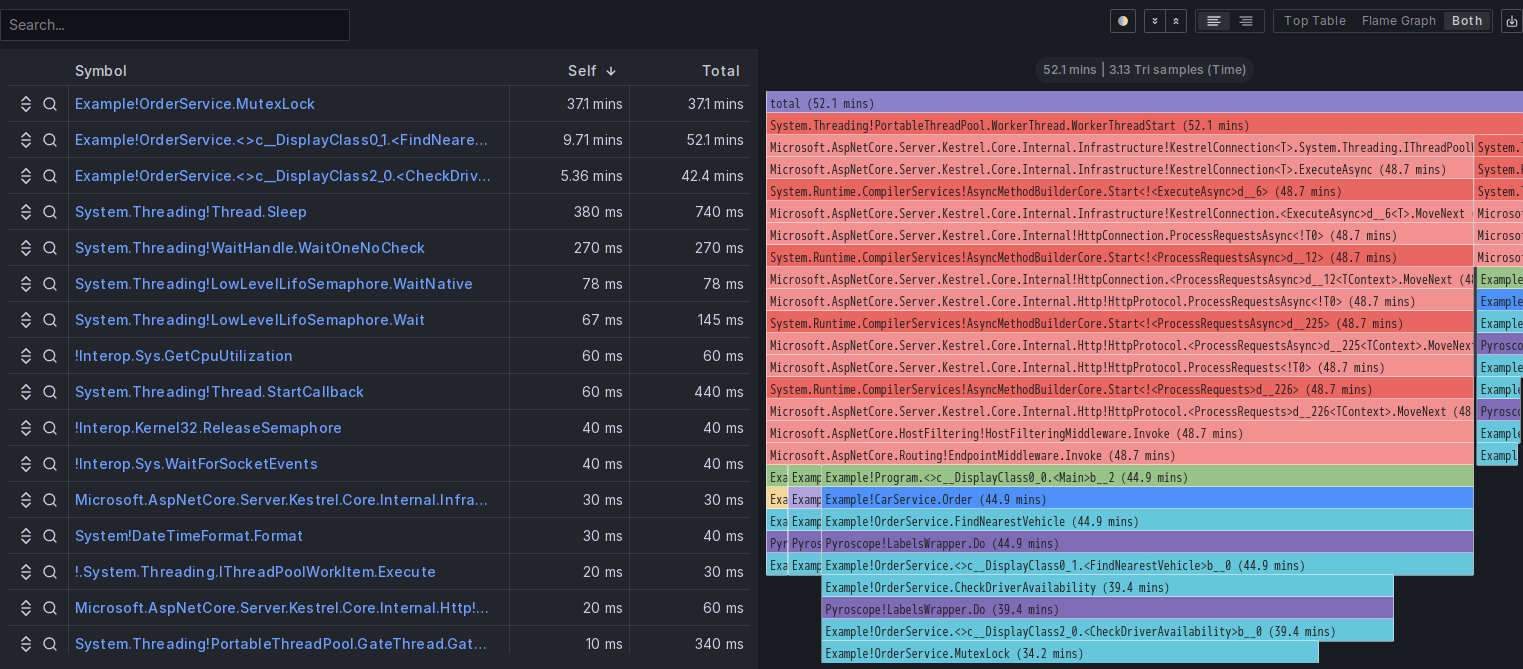 Search...
Top Table Flame Graph Both
Symbol Self Total
Example!OrderService.MutexLock 37.1 mins 37.1 mins
Example!OrderService.<>c__DisplayClass0_1.<FindNeare... 9.71 mins 52.1 mins
Example!OrderService.<>c__DisplayClass2_0.<CheckDriv... 5.36 mins 42.4 mins
System.Threading!Thread.Sleep 380 ms 740 ms
System.Threading!WaitHandle.WaitOneNoCheck 270 ms 270 ms
System.Threading!LowLevelLifoSemaphore.WaitNative 78 ms 78 ms
System.Threading!LowLevelLifoSemaphore.Wait 67 ms 145 ms
!Interop.Sys.GetCpuUtilization 60 ms 60 ms
System.Threading!Thread.StartCallback 60 ms 440 ms
!Interop.Kernel32.ReleaseSemaphore 40 ms 40 ms
!Interop.Sys.WaitForSocketEvents 40 ms 40 ms
Microsoft.AspNetCore.Server.Kestrel.Core.Internal.Infra... 30 ms 30 ms
System!DateTimeFormat.Format 30 ms 40 ms
!.System.Threading.IThreadPoolWorkItem.Execute 20 ms 30 ms
Microsoft.AspNetCore.Server.Kestrel.Core.Internal.Http!... 20 ms 60 ms
System.Threading!PortableThreadPool.GateThread.Gat... 10 ms 340 ms
52.1 mins | 3.13 Tri samples (Time)
total (52.1 mins)
System.Threading!PortableThreadPool.WorkerThread.WorkerThreadStart (52.1 mins)
Microsoft.AspNetCore.Server.Kestrel.Core.Internal.Infrastructure!KestrelConnection<T>.System.Threading.IThreadPoolW System.T
Microsoft.AspNetCore.Server.Kestrel.Core.Internal.Infrastructure!KestrelConnection<T>.ExecuteAsync (48.7 mins) System.
System.Runtime.CompilerServices!AsyncMethodBuilderCore.Start<!<ExecuteAsync>d__6> (48.7 mins) System.T
Microsoft.AspNetCore.Server.Kestrel.Core.Internal.Infrastructure!KestrelConnection.<ExecuteAsync>d__6<T>.MoveNext Microsof
Microsoft.AspNetCore.Server.Kestrel.Core.Internal!HttpConnection.ProcessRequestsAsync<!T0> (48.7 mins) Microsof
System.Runtime.CompilerServices!AsyncMethodBuilderCore.Start<!<ProcessRequestsAsync>d__12> (48.7 mins) Microsof
Microsoft.AspNetCore.Server.Kestrel.Core.Internal!HttpConnection.<ProcessRequestsAsync>d__12<TContext>.MoveNext (48 Example
Microsoft.AspNetCore.Server.Kestrel.Core.Internal.Http!HttpProtocol.ProcessRequestsAsync<!T0> (48.7 mins) Example
System.Runtime.CompilerServices!AsyncMethodBuilderCore.Start<!<ProcessRequestsAsync>d__225> (48.7 mins) Example
Microsoft.AspNetCore.Server.Kestrel.Core.Internal.Http!HttpProtocol.<ProcessRequestsAsync>d__225<TContext>.MoveNext Pyrosco
Microsoft.AspNetCore.Server.Kestrel.Core.Internal.Http!HttpProtocol.ProcessRequests<!T0> (48.7 mins) Example
System.Runtime.CompilerServices!AsyncMethodBuilderCore.Start<!<ProcessRequests>d__226> (48.7 mins) Example
Microsoft.AspNetCore.Server.Kestrel.Core.Internal.Http!HttpProtocol.<ProcessRequests>d__226<TContext>.MoveNext (48 Pyrosc
Microsoft.AspNetCore.HostFiltering!HostFilteringMiddleware.Invoke (48.7 mins) Exampl
Microsoft.AspNetCore.Routing!EndpointMiddleware.Invoke (48.7 mins) Exampl
Exa Examp Example!Program.<>c__DisplayClass0_0.<Main>b__2 (44.9 mins)
Exa Examp Example!CarService.Order (44.9 mins)
Exa Examp Example!OrderService.FindNearestVehicle (44.9 mins)
Pyr Pyros Pyroscope!LabelsWrapper.Do (44.9 mins)
Exa Examp Example!OrderService.<>c__DisplayClass0_1.<FindNearestVehicle>b__0 (44.9 mins)
Example!OrderService.CheckDriverAvailability (39.4 mins)
Pyroscope!LabelsWrapper.Do (39.4 mins)
Example!OrderService.<>c__DisplayClass2_0.<CheckDriverAvailability>b__0 (39.4 mins)
Example!OrderService.MutexLock (34.2 mins)